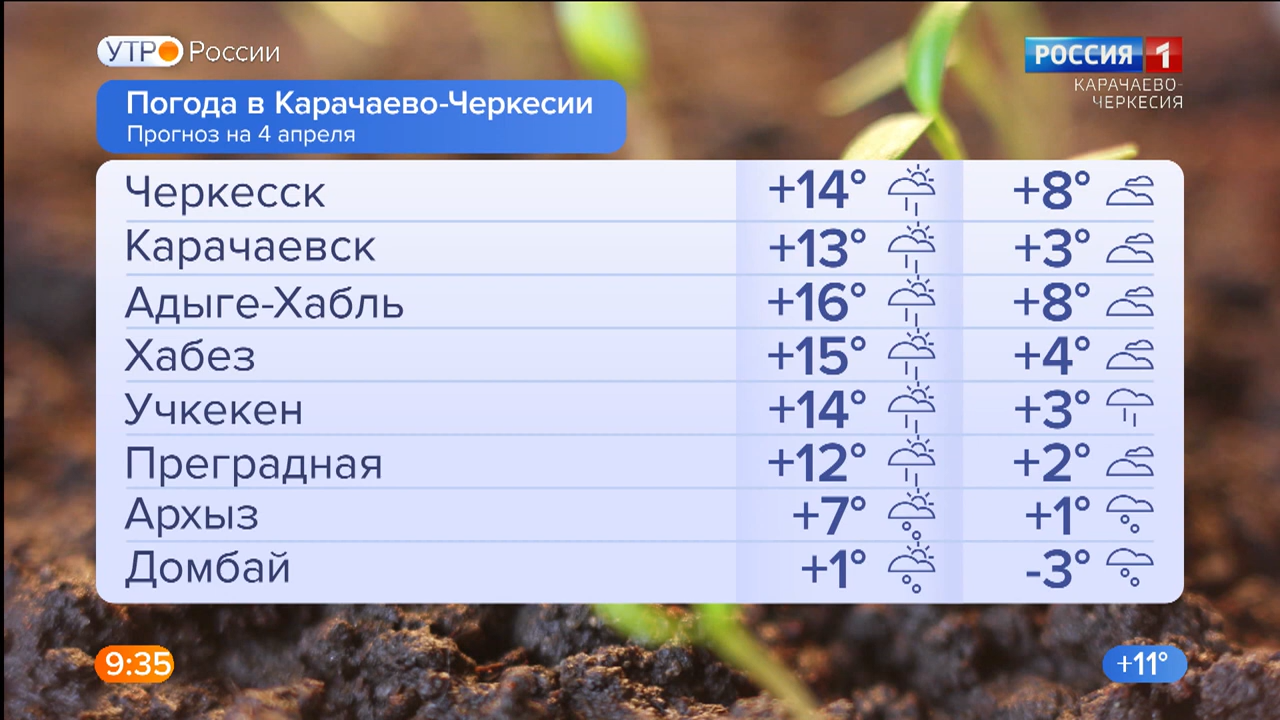 УТРО России
РОССИЯ 1
КАРАЧАЕВО-
ЧЕРКЕСИЯ
Погода в Карачаево-Черкесии
Прогноз на 4 апреля
Черкесск +14° +8°
Карачаевск +13° +3°
Адыге-Хабль +16° +8°
Хабез +15° +4°
Учкекен +14° +3°
Преградная +12° +2°
Архыз +7° +1°
Домбай +1° -3°
9:35 +11°